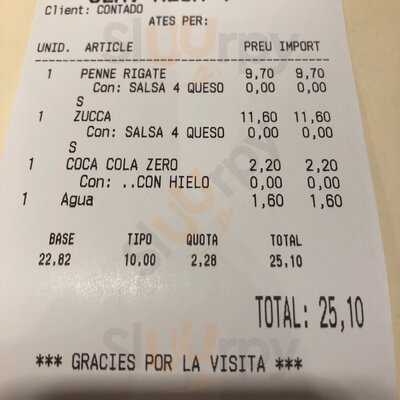 Client: CONTADO
ATES PER:
UNID. ARTICLE PREU IMPORT
1 PENNE RIGATE 9,70 9,70
Con: SALSA 4 QUESO 0,00 0,00
S
1 ZUCCA 11,60 11,60
Con: SALSA 4 QUESO 0,00 0,00
S
1 COCA COLA ZERO 2,20 2,20
Con: ..CON HIELO 0,00 0,00
1 Agua 1,60 1,60
BASE TIPO QUOTA TOTAL
22,82 10,00 2,28 25,10
TOTAL: 25,10
*** GRACIES POR LA VISITA ***
Sluurpy
Sluurpy
Sluurpy